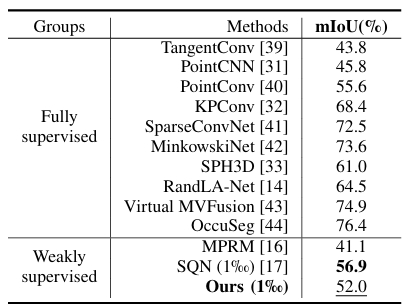 Groups Methods mIoU(%)
Fully supervised
TangentConv [39] 43.8
PointCNN [31] 45.8
PointConv [40] 55.6
KPConv [32] 68.4
SparseConvNet [41] 72.5
MinkowskiNet [42] 73.6
SPH3D [33] 61.0
RandLA-Net [14] 64.5
Virtual MVFusion [43] 74.9
OccuSeg [44] 76.4
Weakly supervised
MPRM [16] 41.1
SQN (1‰) [17] 56.9
Ours (1‰) 52.0